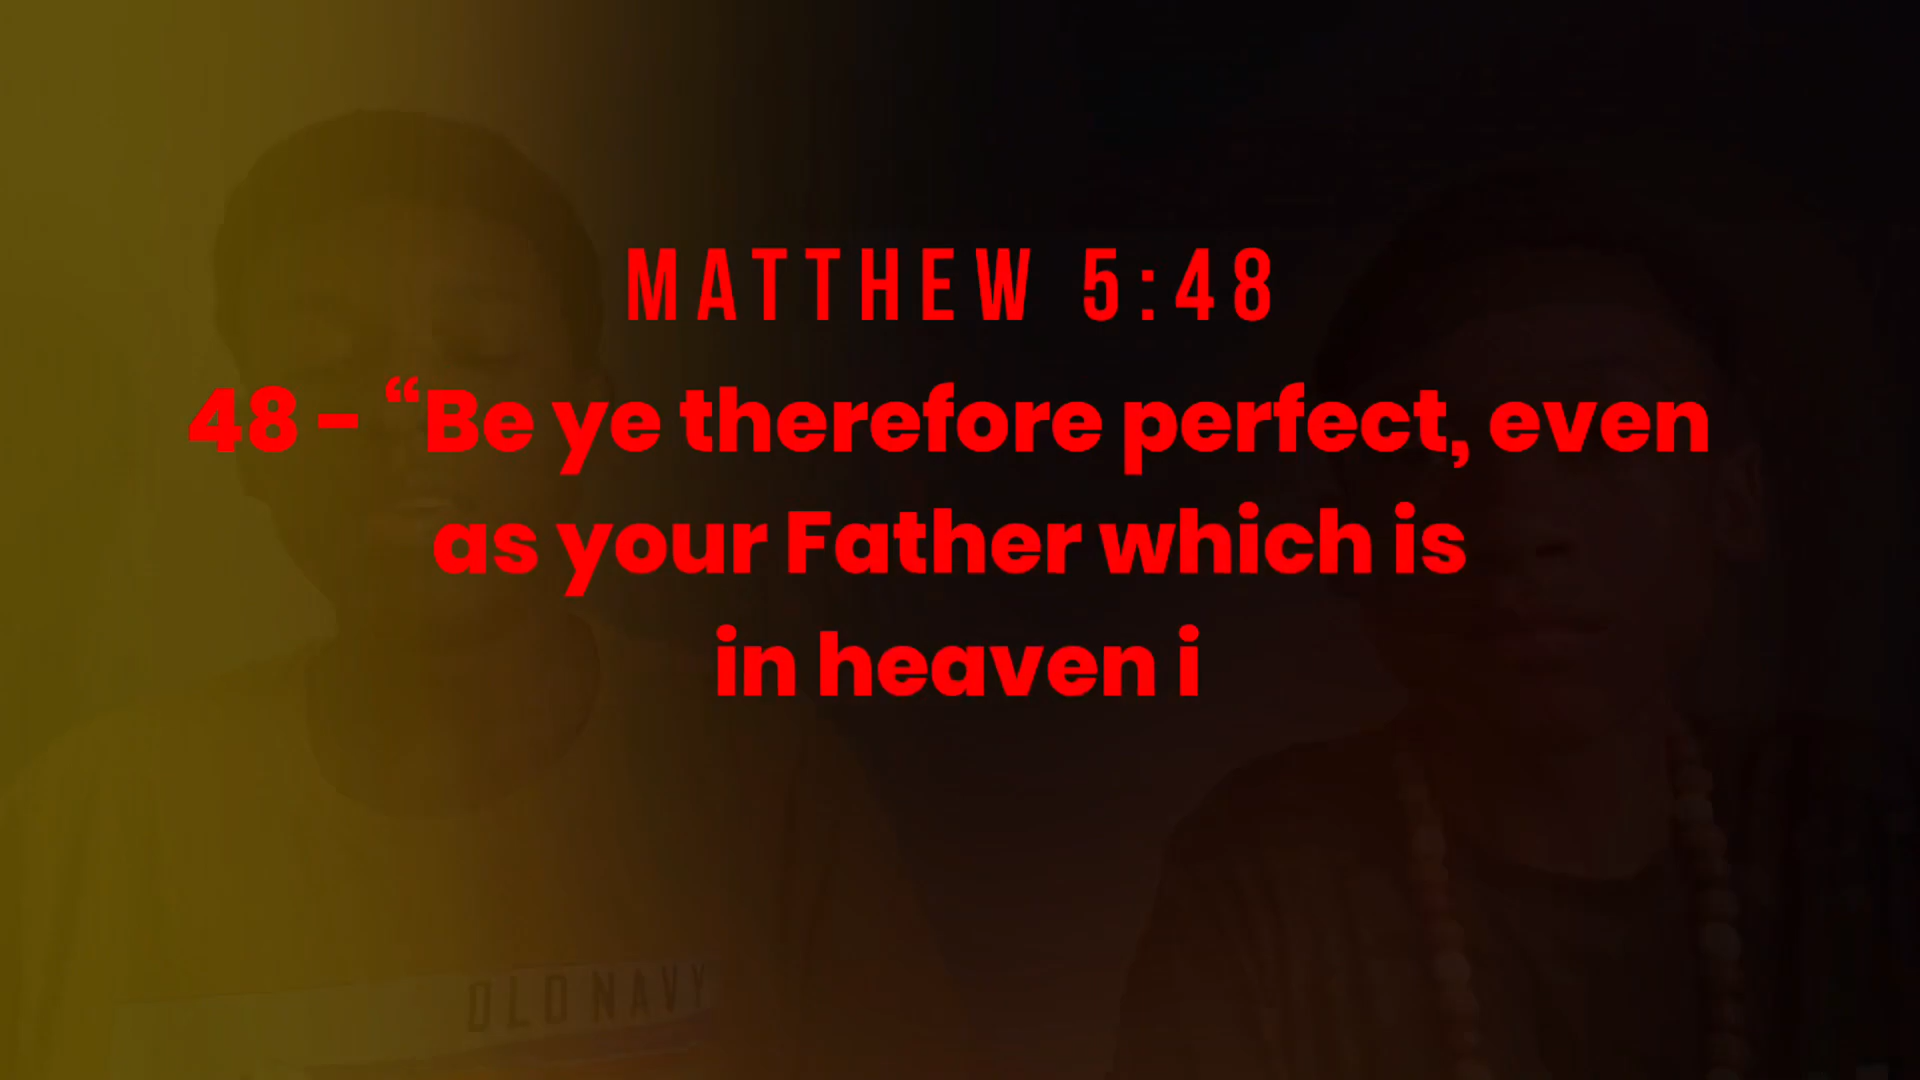 MATTHEW 5:48
48 - “Be ye therefore perfect, even
as your Father which is
in heaven i
OLD NAVY